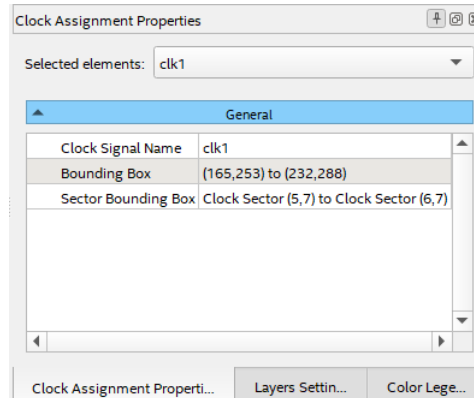 Clock Assignment Properties
Selected elements: clk1
General
Clock Signal Name clk1
Bounding Box (165,253) to (232,288)
Sector Bounding Box Clock Sector (5,7) to Clock Sector (6,7)
Clock Assignment Properti... Layers Settin... Color Lege...